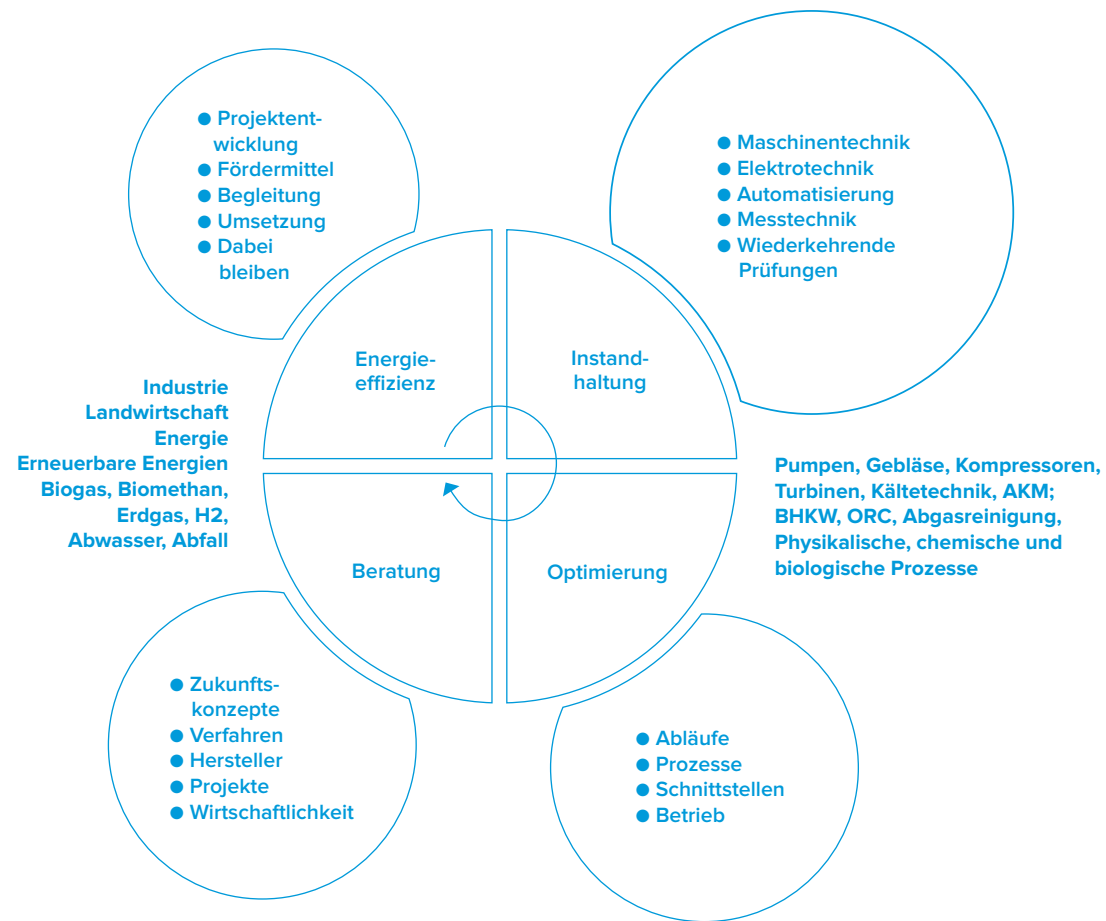 ● Projektent-
wicklung
● Fördermittel
● Begleitung
● Umsetzung
● Dabei
bleiben
● Maschinentechnik
● Elektrotechnik
● Automatisierung
● Messtechnik
● Wiederkehrende
Prüfungen
Energie-
effizienz
Instand-
haltung
Industrie
Landwirtschaft
Energie
Erneuerbare Energien
Biogas, Biomethan,
Erdgas, H2,
Abwasser, Abfall
Pumpen, Gebläse, Kompressoren,
Turbinen, Kältetechnik, AKM;
BHKW, ORC, Abgasreinigung,
Physikalische, chemische und
biologische Prozesse
Beratung
Optimierung
● Zukunfts-
konzepte
● Verfahren
● Hersteller
● Projekte
● Wirtschaftlichkeit
● Abläufe
● Prozesse
● Schnittstellen
● Betrieb